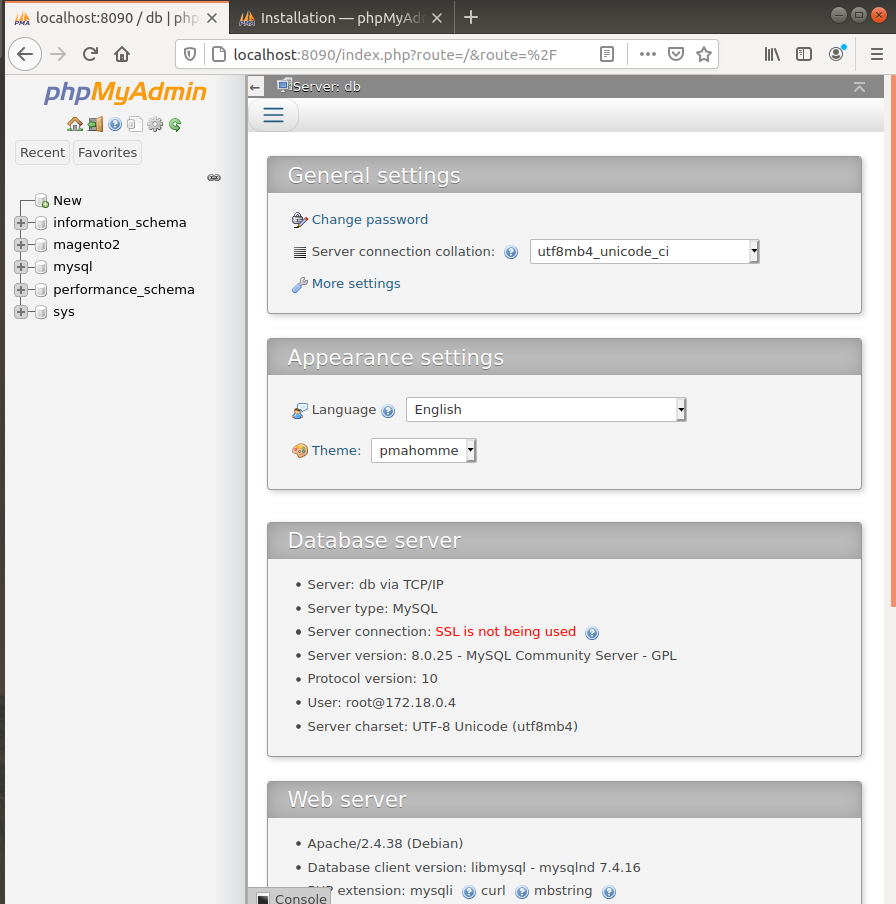 localhost:8090 / db | php
Installation — phpMyAd
localhost:8090/index.php?route=/&route=%2F
phpMyAdmin
Recent
Favorites
New
information_schema
magento2
mysql
performance_schema
sys
Server: db
General settings
Change password
Server connection collation:
utf8mb4_unicode_ci
More settings
Appearance settings
Language
English
Theme:
pmahomme
Database server
Server: db via TCP/IP
Server type: MySQL
Server connection: SSL is not being used
Server version: 8.0.25 - MySQL Community Server - GPL
Protocol version: 10
User: root@172.18.0.4
Server charset: UTF-8 Unicode (utf8mb4)
Web server
Apache/2.4.38 (Debian)
Database client version: libmysql - mysqlnd 7.4.16
extension: mysqli curl mbstring
Console